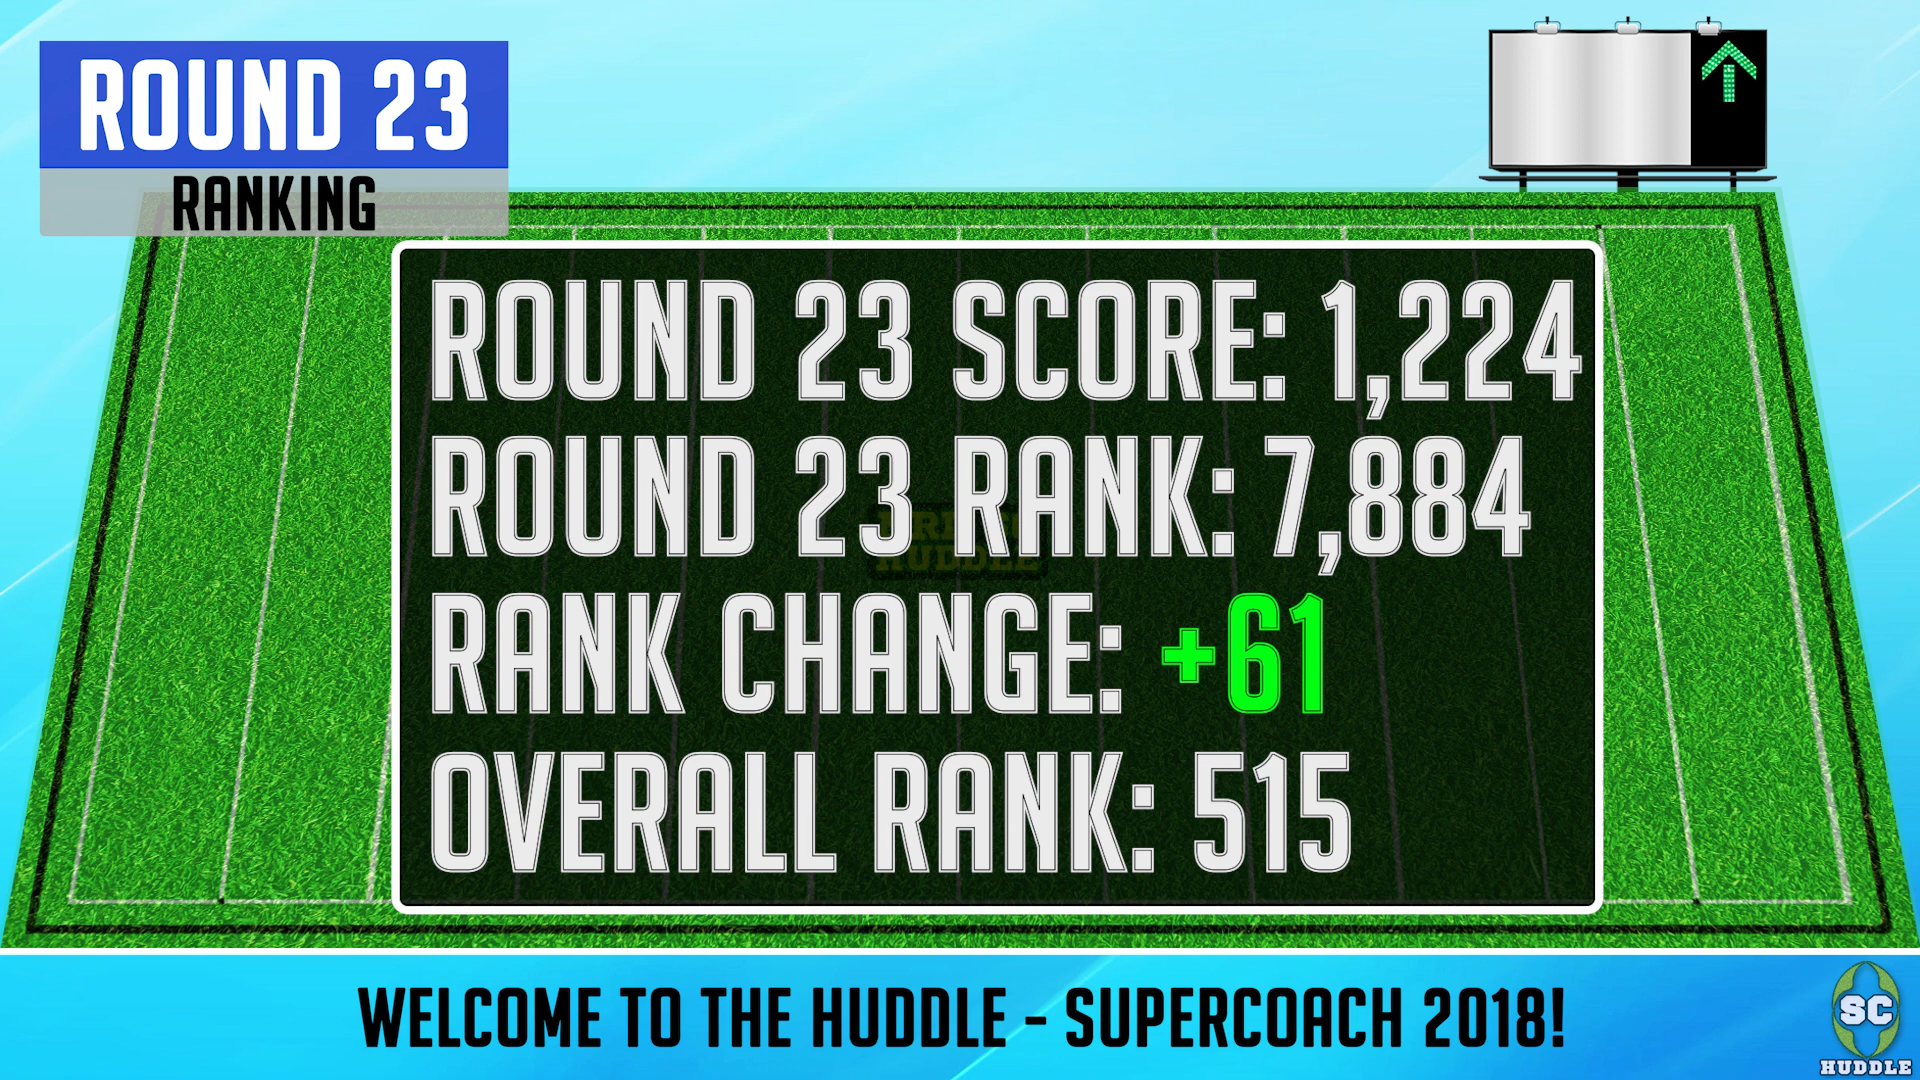 ROUND 23
RANKING
ROUND 23 SCORE: 1,224
ROUND 23 RANK: 7,884
RANK CHANGE: +61
OVERALL RANK: 515
WELCOME TO THE HUDDLE - SUPERCOACH 2018!
SC
HUDDLE